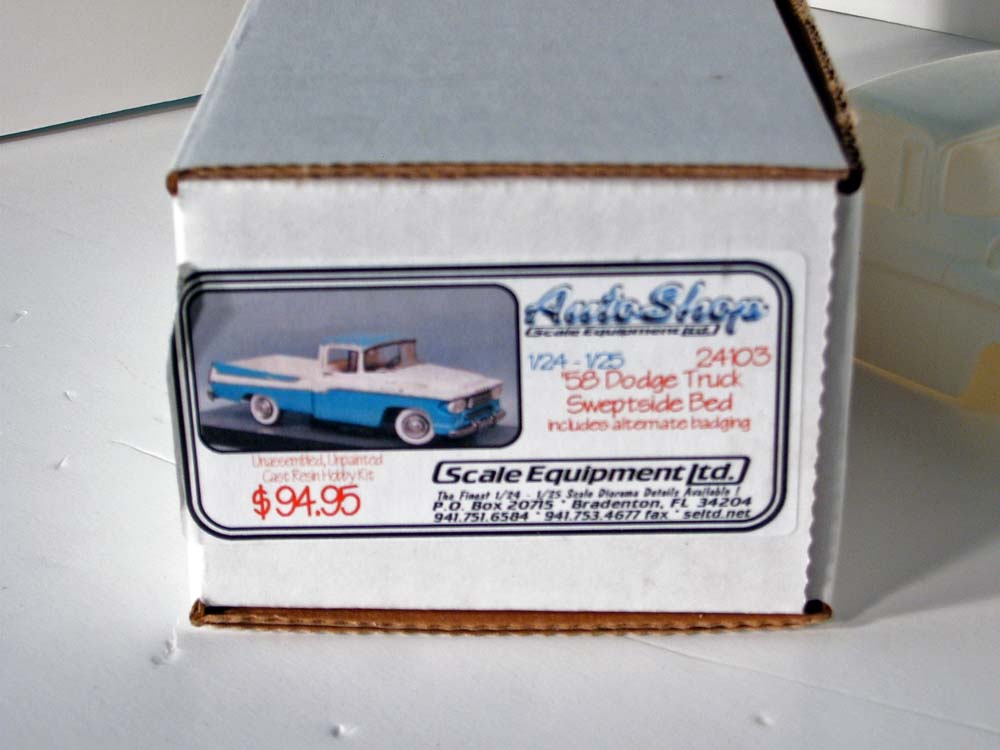 AutoShop
Scale Equipment ltd.
1/24 - 1/25 24103
'58 Dodge Truck
Sweptside Bed
includes alternate badging
Unassembled, Unpainted
Cast Resin Hobby Kit
$94.95
Scale Equipment Ltd.
The Finest 1/24 - 1/25 Scale Diorama Details Available !
P.O. Box 20715 * Bradenton, FL 34204
941.751.6584 * 941.753.4677 fax * seltd.net